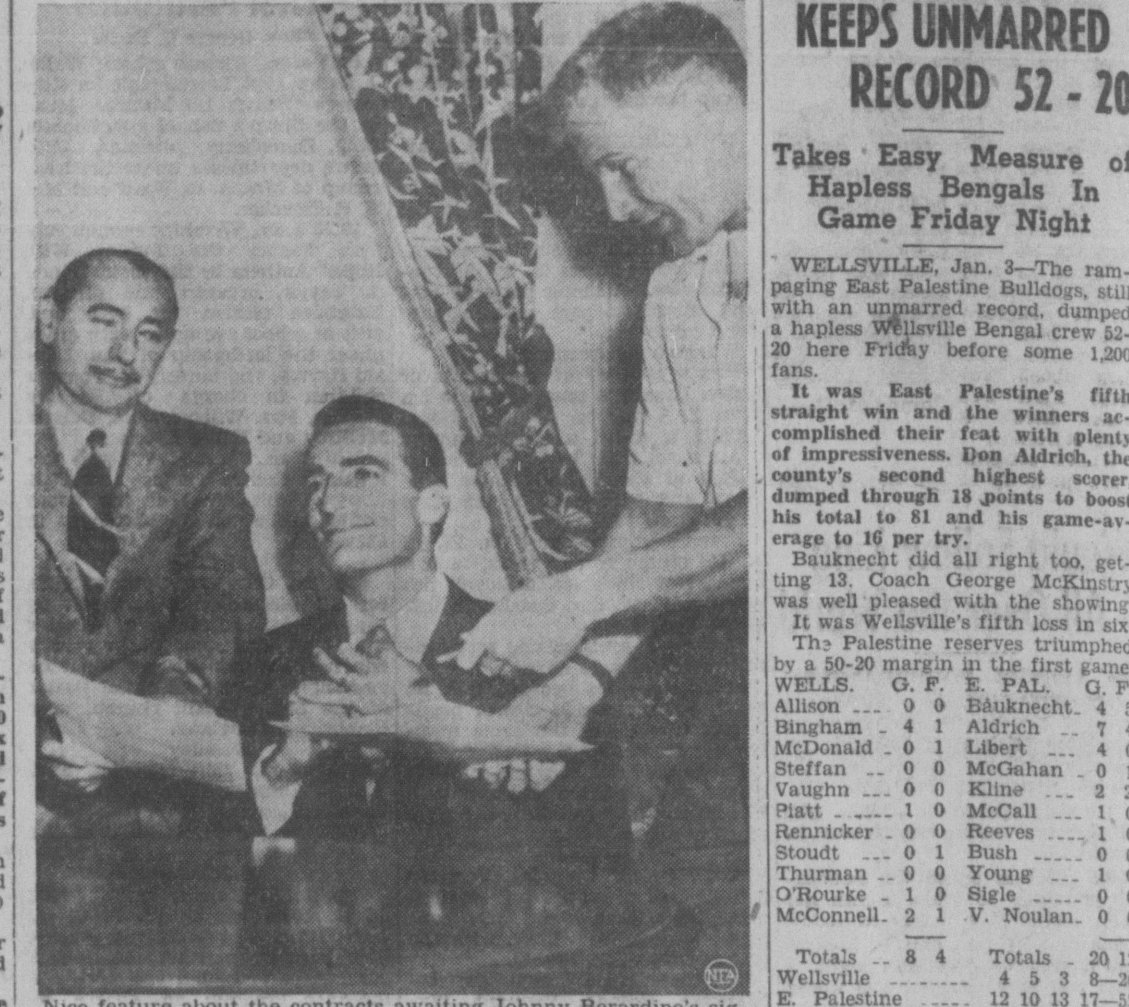 KEEPS UNMARRED
RECORD 52 - 20
Takes Easy Measure of
Hapless Bengals In
Game Friday Night
WELLSVILLE, Jan. 3—The ram-
paging East Palestine Bulldogs, still
with an unmarred record, dumped
a hapless Wellsville Bengal crew 52-
20 here Friday before some 1,200
fans.
It was East Palestine's fifth
straight win and the winners ac-
complished their feat with plenty
of impressiveness. Don Aldrich, the
county's second highest scorer
dumped through 18 points to boost
his total to 81 and his game-av-
erage to 16 per try.
Bauknecht did all right too, get-
ting 13. Coach George McKinstry
was well pleased with the showing
It was Wellsville's fifth loss in six
The Palestine reserves triumphed
by a 50-20 margin in the first game
WELLS. G. F. E. PAL. G. F
Allison --- 0 0 Bauknecht- 4
Bingham - 4 1 Aldrich -- 7
McDonald - 0 1 Libert --- 4
Steffan -- 0 0 McGahan - 0
Vaughn --- 0 0 Kline --- 2
Piatt ----- 1 0 McCall --- 1
Rennicker - 0 0 Reeves ---- 1
Stoudt --- 0 1 Bush ----- 0
Thurman -- 0 0 Young --- 1
O'Rourke - 1 0 Sigle ----- 0
McConnell- 2 1 V. Noulan- 0
Totals -- 8 4 Totals - 20
Wellsville --------- 4 5 3 8—
E. Palestine ---- 12 10 13 17—
NEA
Nice feature about the contracts awaiting Johnny Berardino's sig-